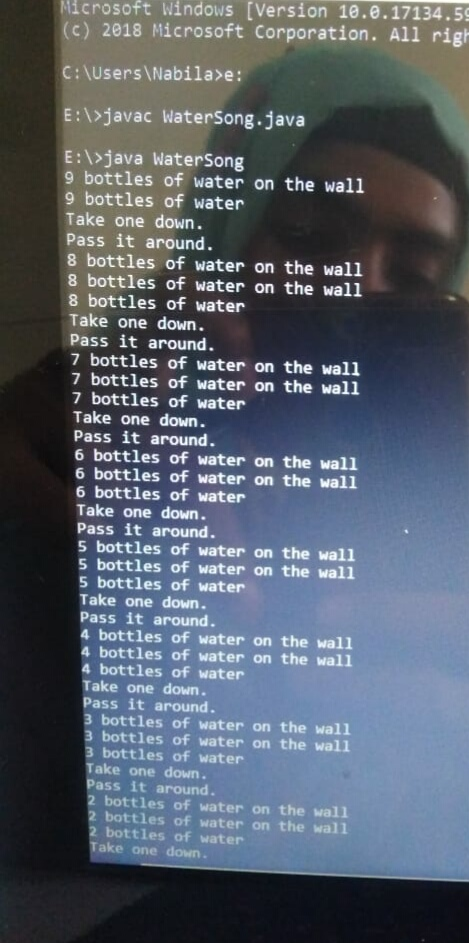 Microsoft Windows [Version 10.0.17134.59
(c) 2018 Microsoft Corporation. All righ
C:\Users\Nabila>e:
E:\>javac WaterSong.java
E:\>java WaterSong
9 bottles of water on the wall
9 bottles of water
Take one down.
Pass it around.
8 bottles of water on the wall
8 bottles of water on the wall
8 bottles of water
Take one down.
Pass it around.
7 bottles of water on the wall
7 bottles of water on the wall
7 bottles of water
Take one down.
Pass it around.
6 bottles of water on the wall
6 bottles of water on the wall
6 bottles of water
Take one down.
Pass it around.
5 bottles of water on the wall
5 bottles of water on the wall
5 bottles of water
Take one down.
Pass it around.
4 bottles of water on the wall
4 bottles of water on the wall
4 bottles of water
Take one down.
Pass it around.
3 bottles of water on the wall
3 bottles of water on the wall
3 bottles of water
Take one down.
Pass it around.
2 bottles of water on the wall
2 bottles of water on the wall
2 bottles of water
Take one down.